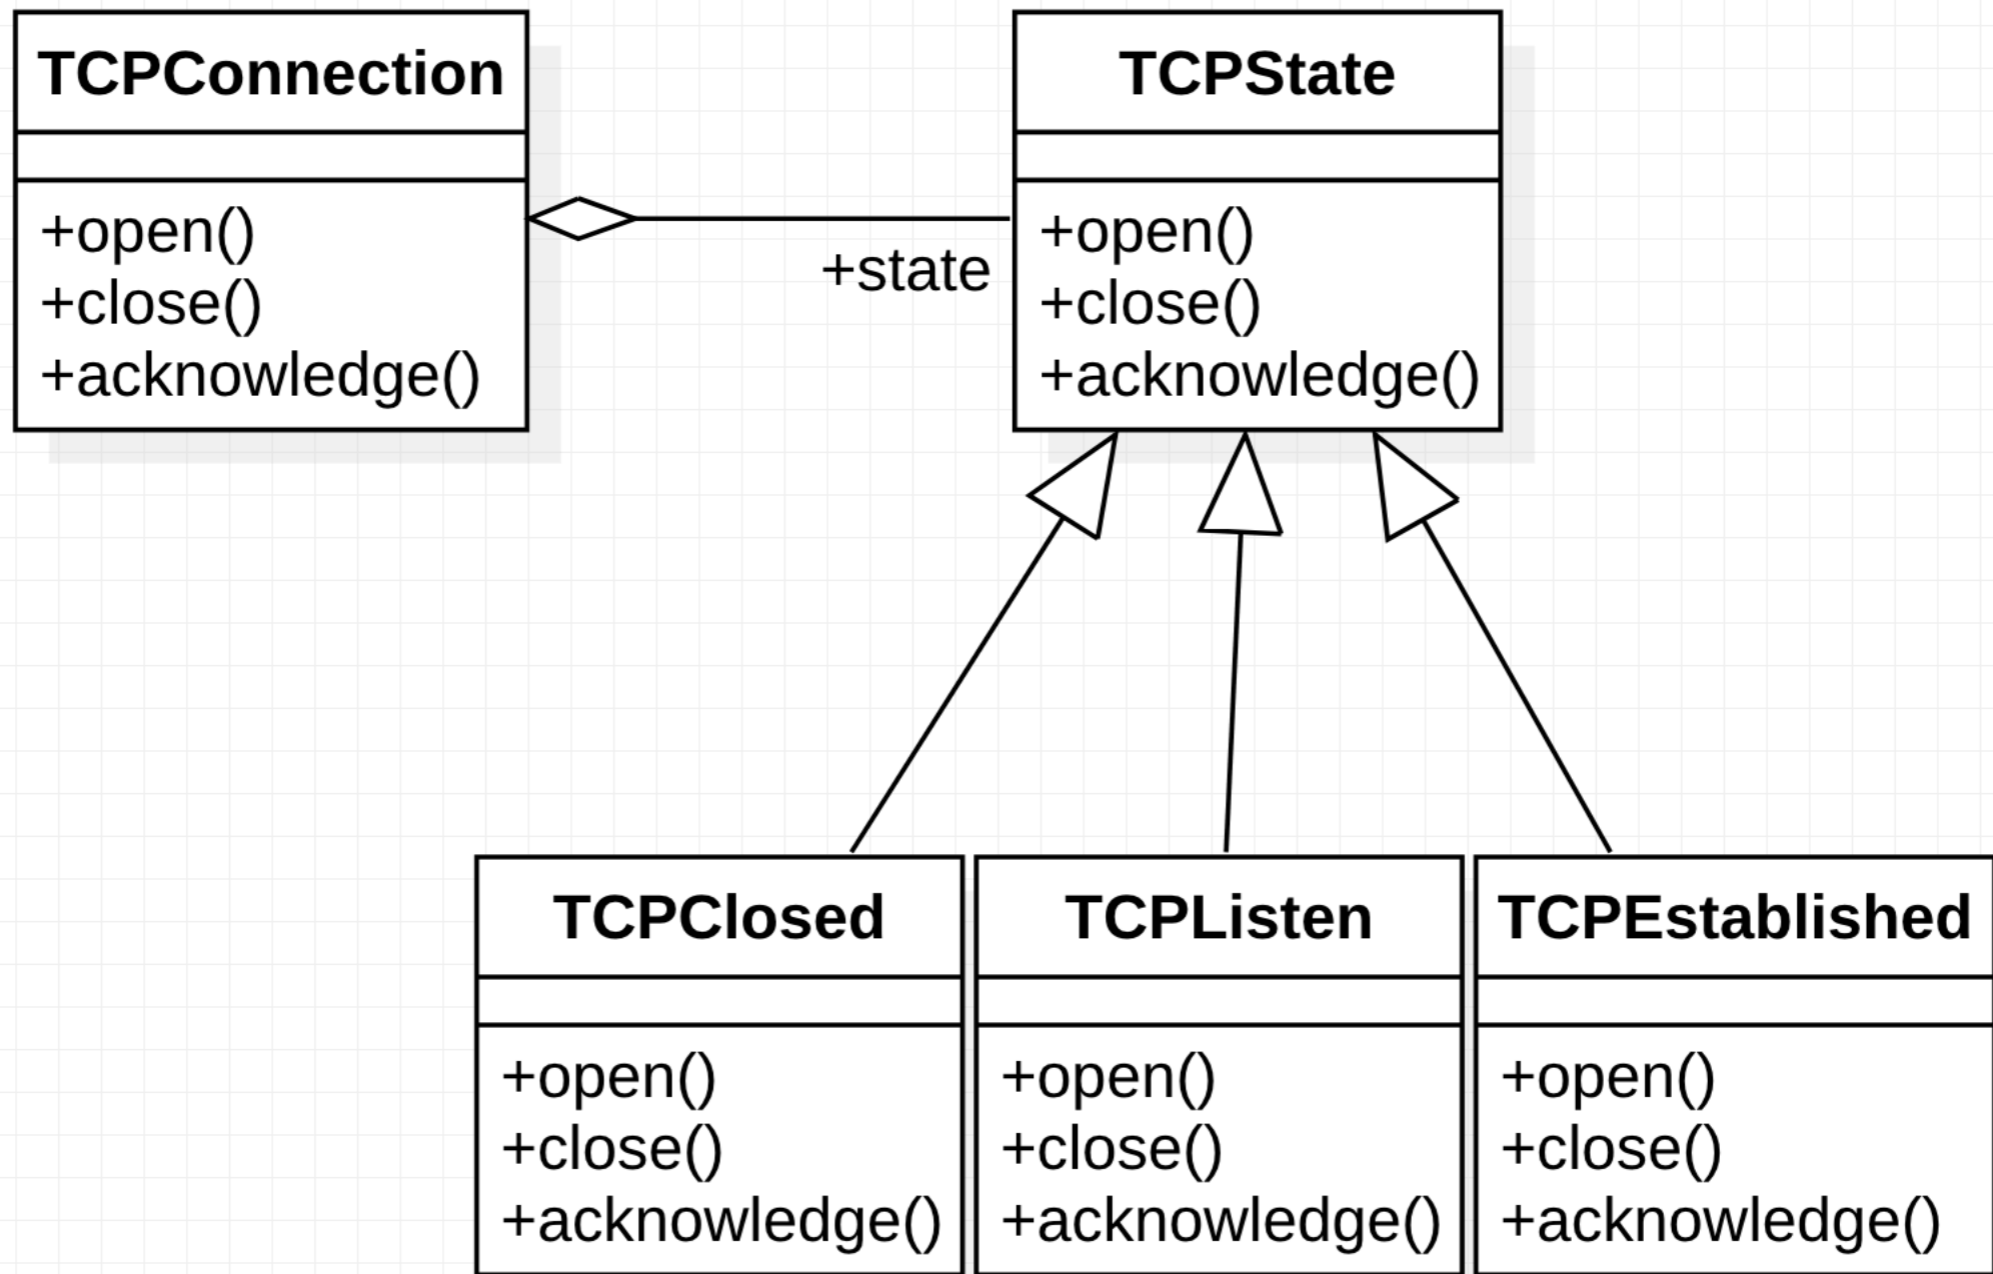 TCPConnection
+open()
+close()
+acknowledge()
+state
TCPState
+open()
+close()
+acknowledge()
TCPClosed
+open()
+close()
+acknowledge()
TCPListen
+open()
+close()
+acknowledge()
TCPEstablished
+open()
+close()
+acknowledge()